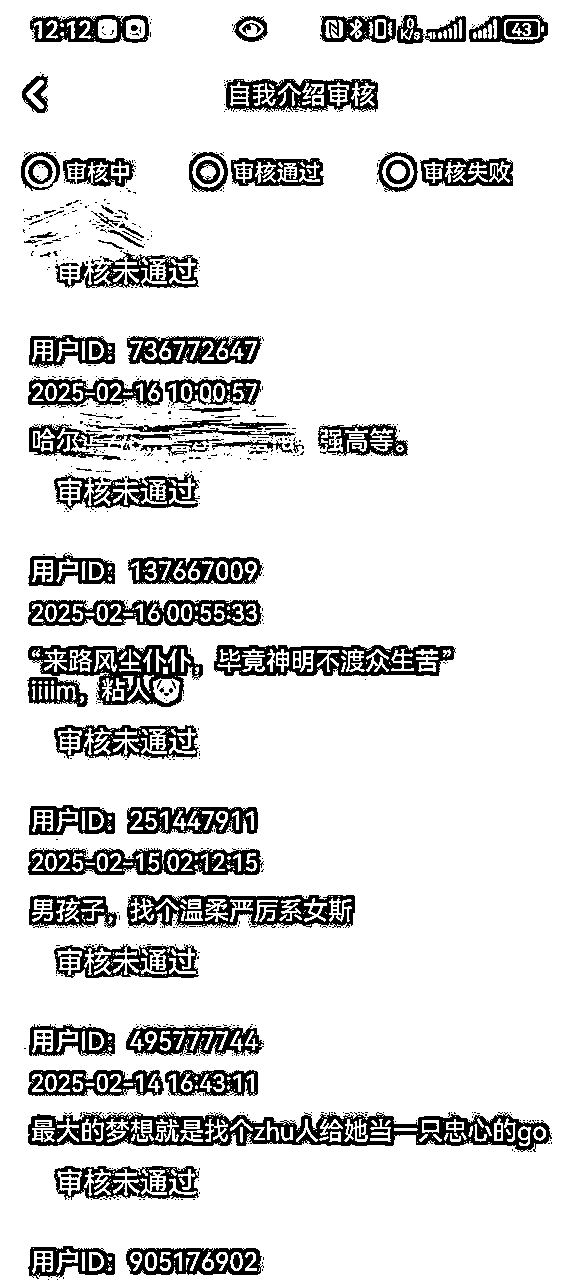 12:12 43
自我介绍审核
审核中 审核通过 审核失败
审核未通过
用户ID：736772647
2025-02-16 10:00:57
哈尔 强高等。
审核未通过
用户ID：137667009
2025-02-16 00:55:33
“来路风尘仆仆，毕竟神明不渡众生苦”
iiiiim，粘人🐶
审核未通过
用户ID：251447911
2025-02-15 02:12:15
男孩子，找个温柔严厉系女斯
审核未通过
用户ID：495777744
2025-02-14 16:43:11
最大的梦想就是找个zhu人给她当一只忠心的go
审核未通过
用户ID：905176902